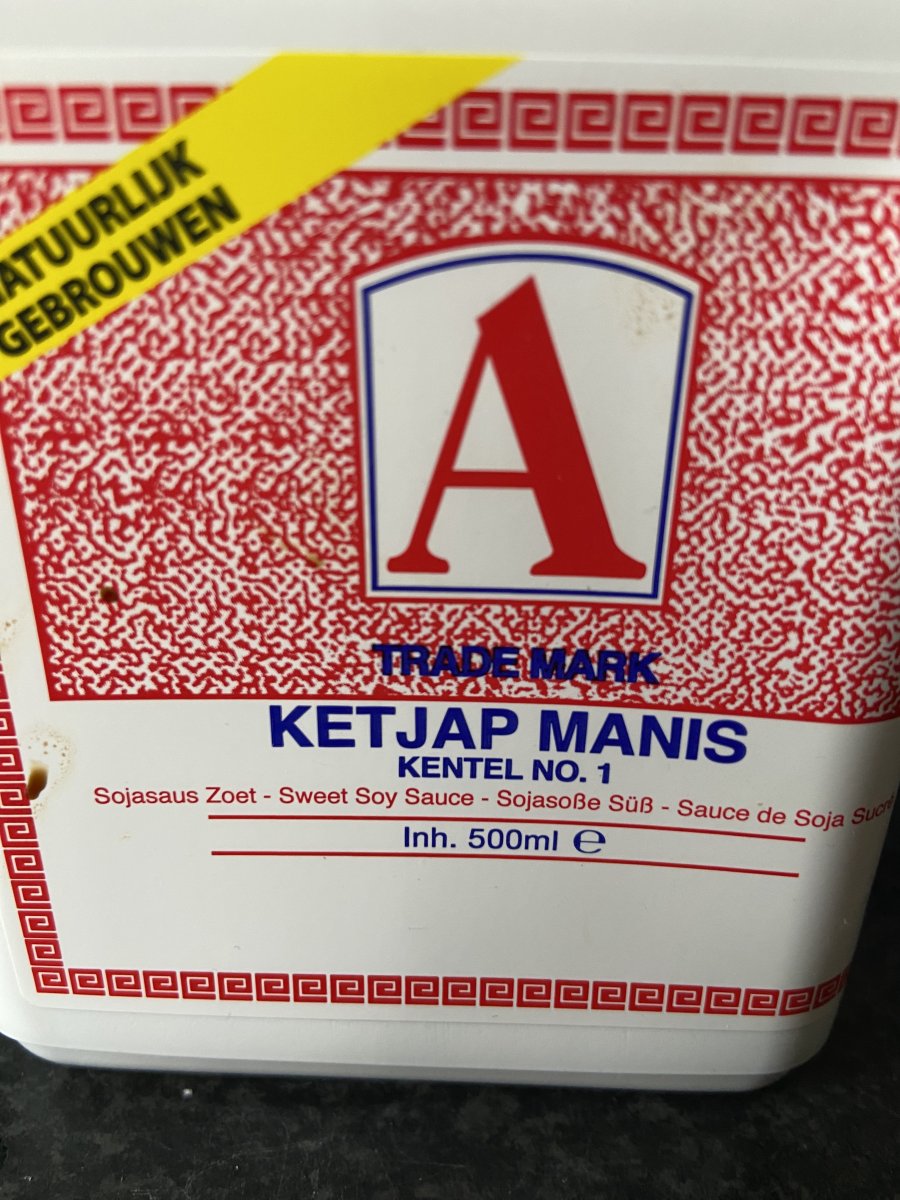 NATUURLIJK
GEBROUWEN
A
TRADE MARK
KETJAP MANIS
KENTEL NO. 1
Sojasaus Zoet - Sweet Soy Sauce - Sojasoße Süß - Sauce de Soja Sucré
Inh. 500ml ℮